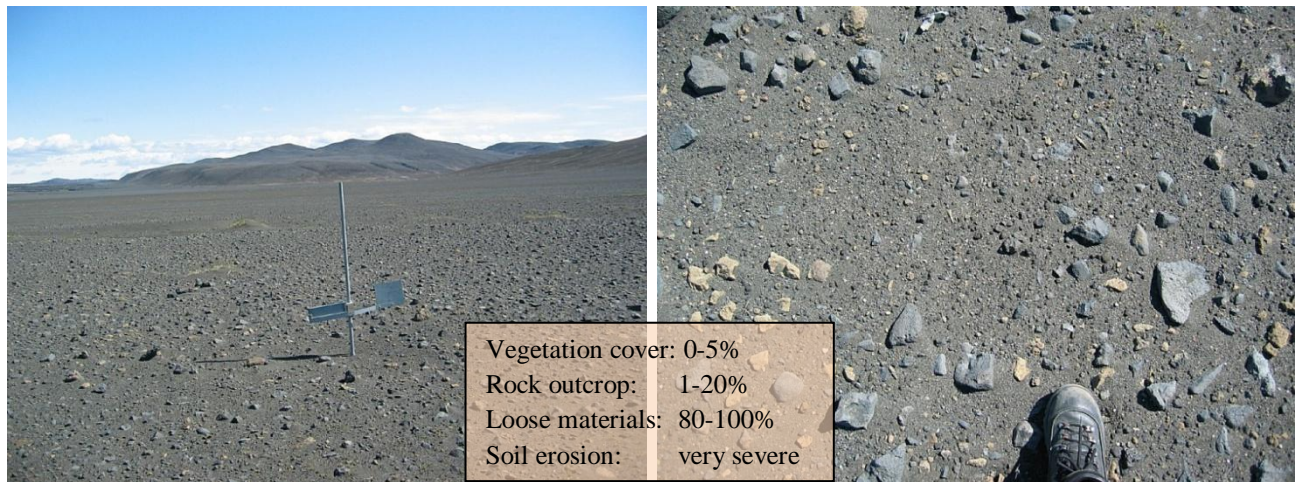 Vegetation cover: 0-5%
Rock outcrop: 1-20%
Loose materials: 80-100%
Soil erosion: very severe